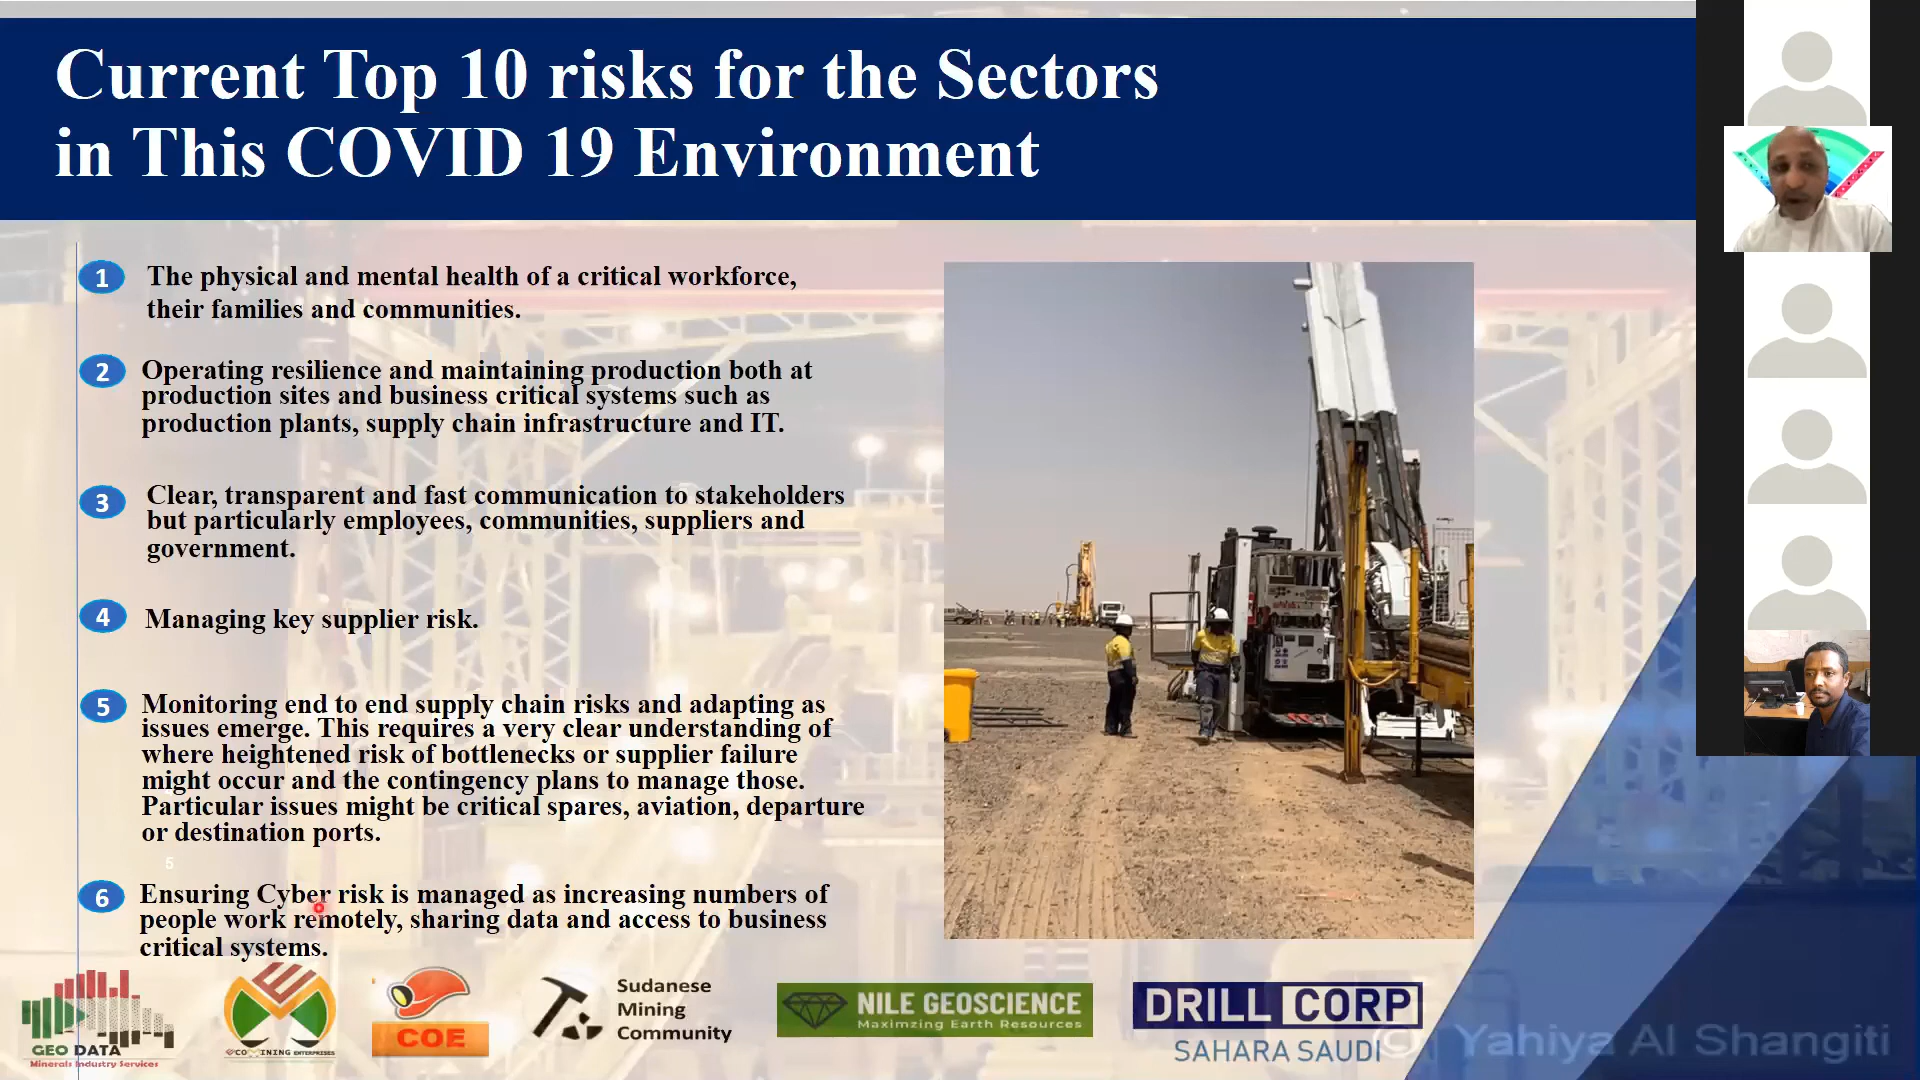 Current Top 10 risks for the Sectors
in This COVID 19 Environment
1
The physical and mental health of a critical workforce,
their families and communities.
2
Operating resilience and maintaining production both at
production sites and business critical systems such as
production plants, supply chain infrastructure and IT.
3
Clear, transparent and fast communication to stakeholders
but particularly employees, communities, suppliers and
government.
4
Managing key supplier risk.
5
Monitoring end to end supply chain risks and adapting as
issues emerge. This requires a very clear understanding of
where heightened risk of bottlenecks or supplier failure
might occur and the contingency plans to manage those.
Particular issues might be critical spares, aviation, departure
or destination ports.
5
6
Ensuring Cyber risk is managed as increasing numbers of
people work remotely, sharing data and access to business
critical systems.
GEO DATA
Minerals Industry Services
ECOMINING ENTERPRISES
COE
Sudanese
Mining
Community
NILE GEOSCIENCE
Maximzing Earth Resources
DRILL CORP
SAHARA SAUDI
© Yahiya Al Shangiti